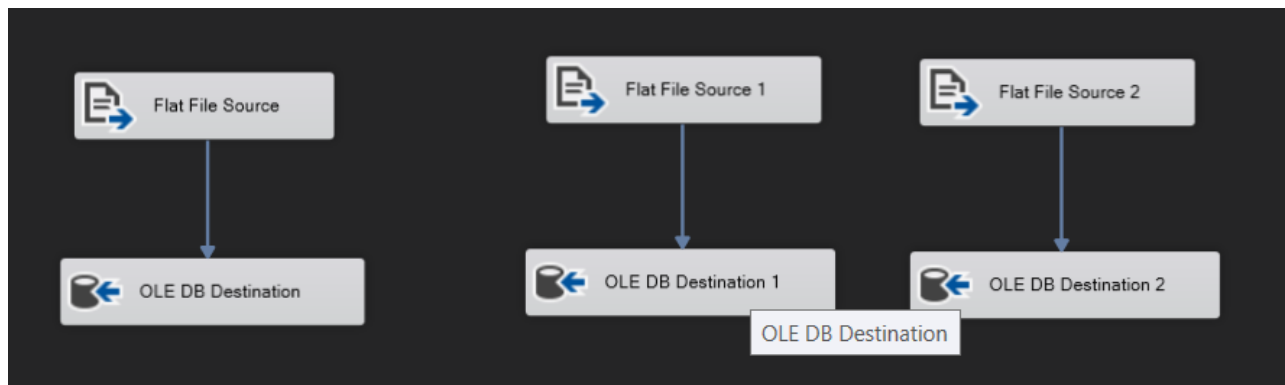 Flat File Source
Flat File Source 1
Flat File Source 2
OLE DB Destination
OLE DB Destination 1
OLE DB Destination 2
OLE DB Destination